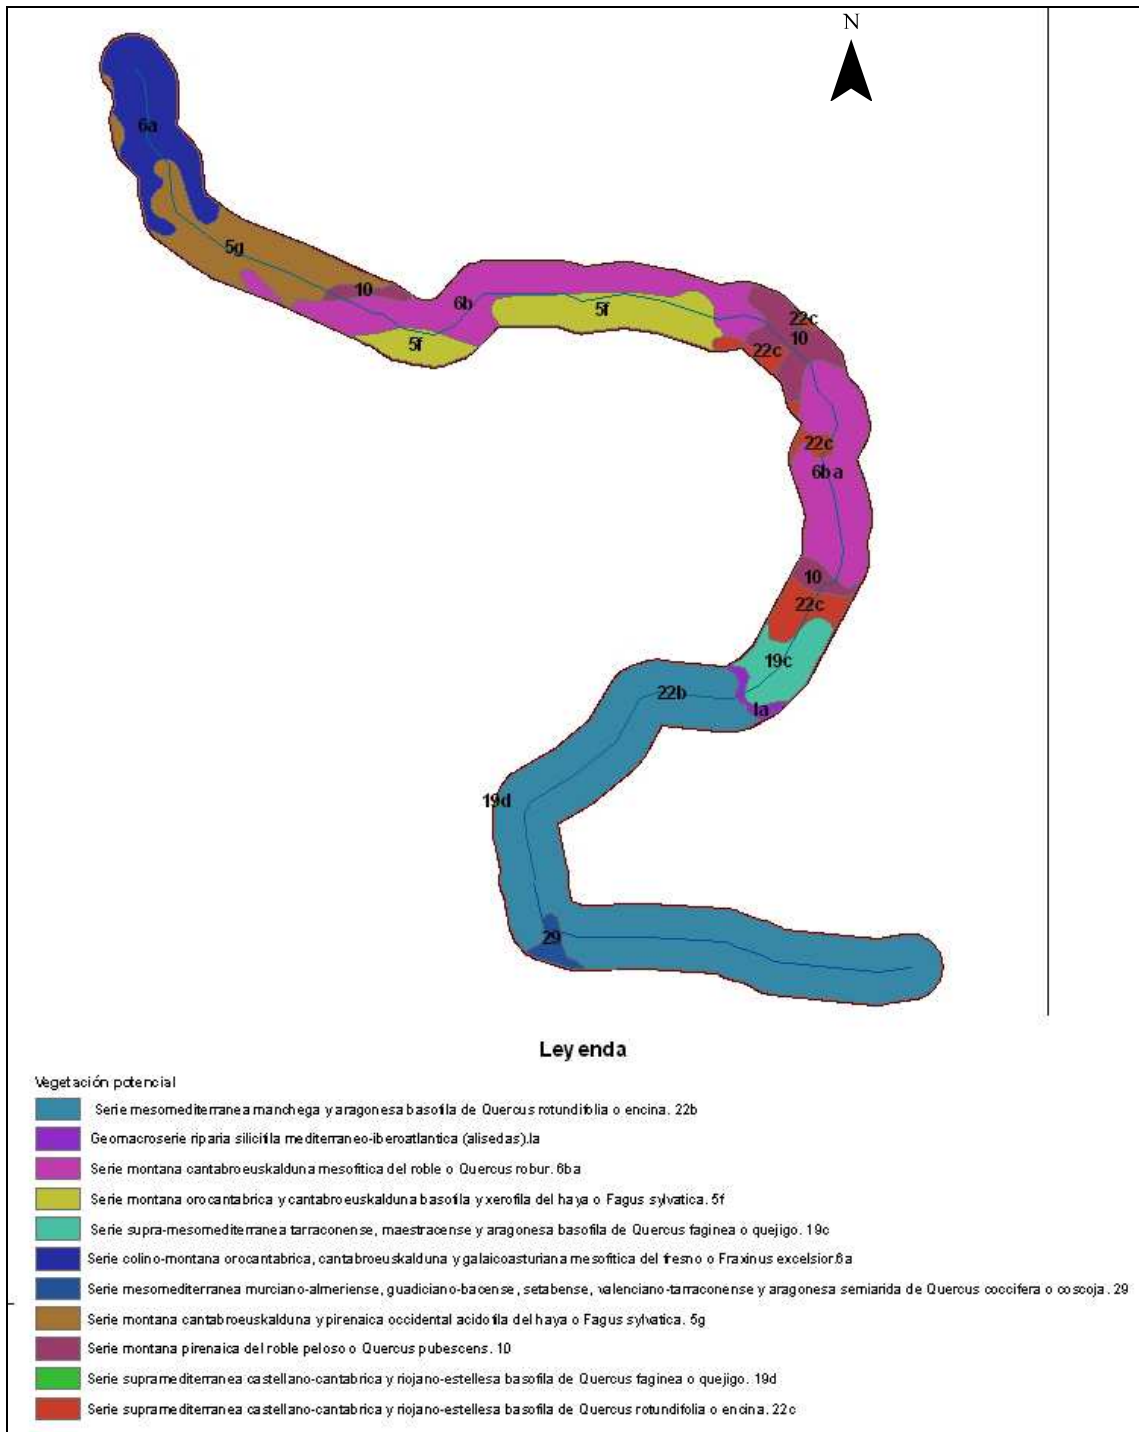 N
6a
5g
10
6b
5f
5f
22c
10
22c
22c
6ba
10
22c
19c
22b
Ia
19d
29
Leyenda
Vegetación potencial
Serie mesomediterranea manchega y aragonesa basofila de Quercus rotundifolia o encina. 22b
Geomacroserie riparia silicifila mediterraneo-iberoatlantica (alisedas).Ia
Serie montana cantabroeuskalduna mesofitica del roble o Quercus robur. 6ba
Serie montana orocantabrica y cantabroeuskalduna basofila y xerofila del haya o Fagus sylvatica. 5f
Serie supra-mesomediterranea tarraconense, maestracense y aragonesa basofila de Quercus faginea o quejigo. 19c
Serie colino-montana orocantabrica, cantabroeuskalduna y galaicoasturiana mesofitica del fresno o Fraxinus excelsior.6a
Serie mesomediterranea murciano-almeriense, guadiciano-bacense, setabense, valenciano-tarraconense y aragonesa semiarida de Quercus coccifera o coscoja. 29
Serie montana cantabroeuskalduna y pirenaica occidental acidofila del haya o Fagus sylvatica. 5g
Serie montana pirenaica del roble peloso o Quercus pubescens. 10
Serie supramediterranea castellano-cantabrica y riojano-estellesa basofila de Quercus faginea o quejigo. 19d
Serie supramediterranea castellano-cantabrica y riojano-estellesa basofila de Quercus rotundifolia o encina. 22c